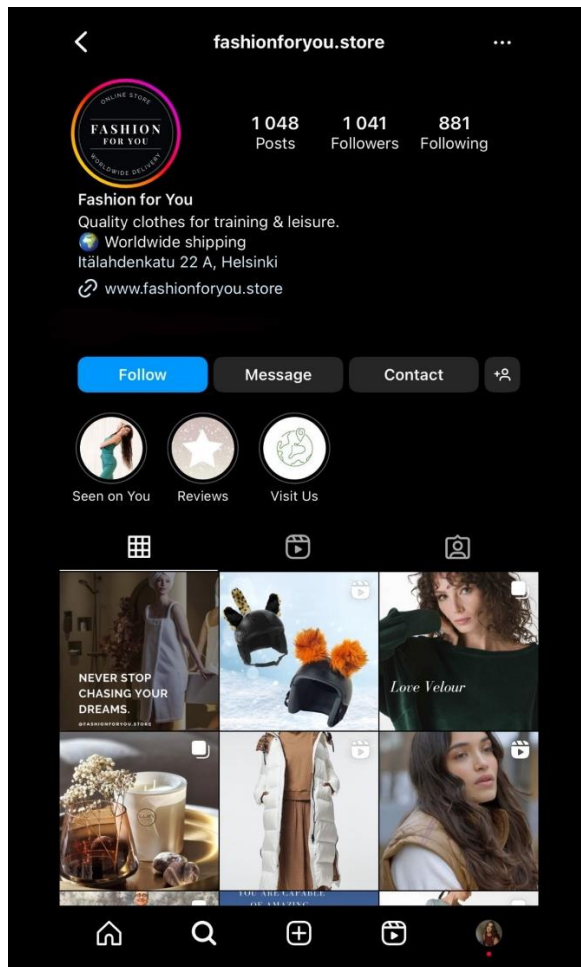 fashionforyou.store
ONLINE STORE
FASHION
FOR YOU
WORLDWIDE DELIVERY
1 048 1 041 881
Posts Followers Following
Fashion for You
Quality clothes for training & leisure.
Worldwide shipping
Itälahdenkatu 22 A, Helsinki
www.fashionforyou.store
Follow Message Contact
Seen on You Reviews Visit Us
NEVER STOP
CHASING YOUR
DREAMS.
@FASHIONFORYOU.STORE
Love Velour
YOU ARE CAPABLE
OF AMAZING